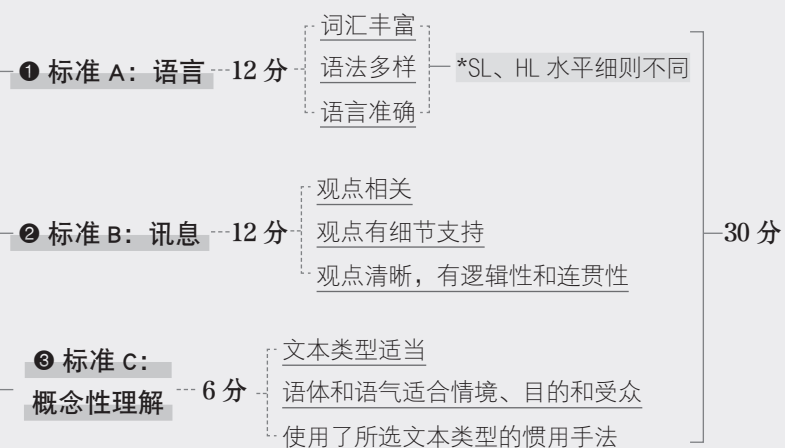 ❶ 标准 A：语言
12 分
词汇丰富
语法多样
语言准确
*SL、HL 水平细则不同
❷ 标准 B：讯息
12 分
观点相关
观点有细节支持
观点清晰，有逻辑性和连贯性
❸ 标准 C：
概念性理解
6 分
文本类型适当
语体和语气适合情境、目的和受众
使用了所选文本类型的惯用手法
30 分